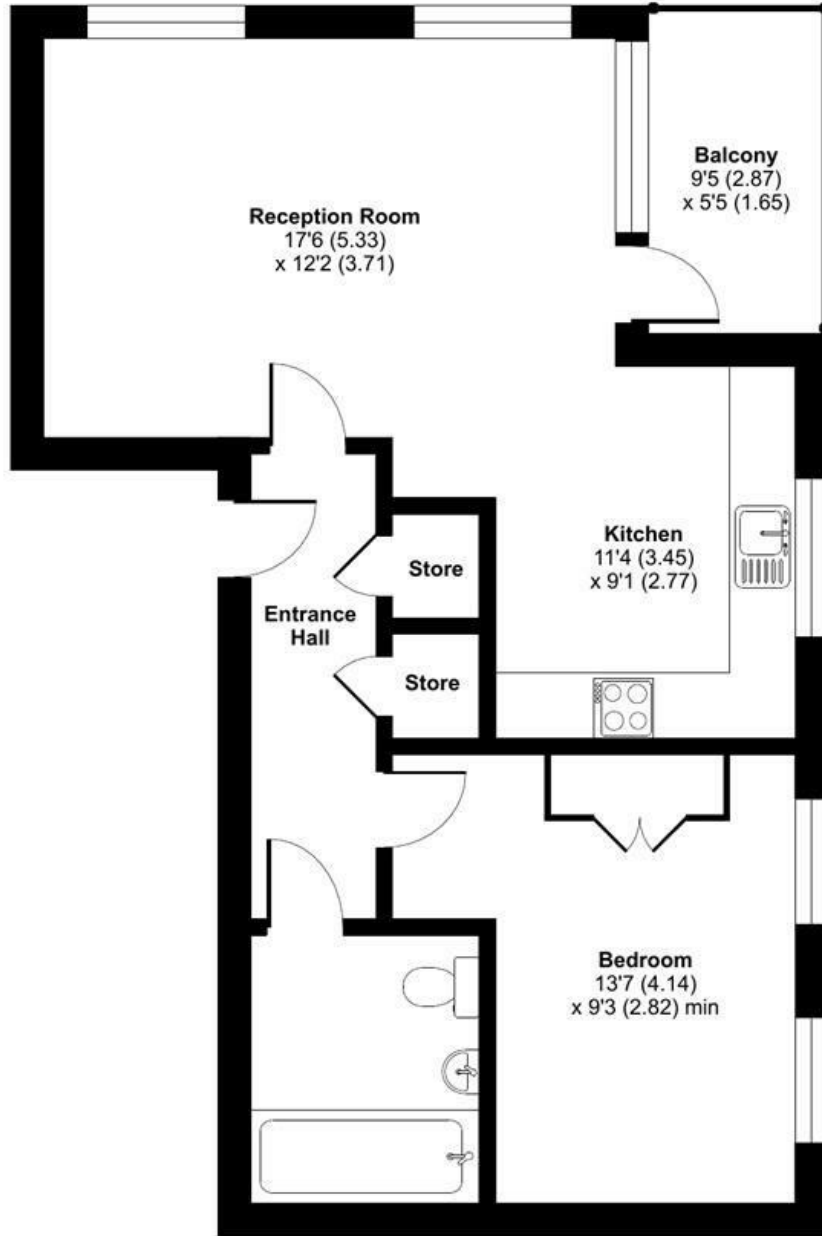 Balcony
9'5 (2.87)
x 5'5 (1.65)
Reception Room
17'6 (5.33)
x 12'2 (3.71)
Kitchen
11'4 (3.45)
x 9'1 (2.77)
Store
Entrance
Hall
Store
Bedroom
13'7 (4.14)
x 9'3 (2.82) min